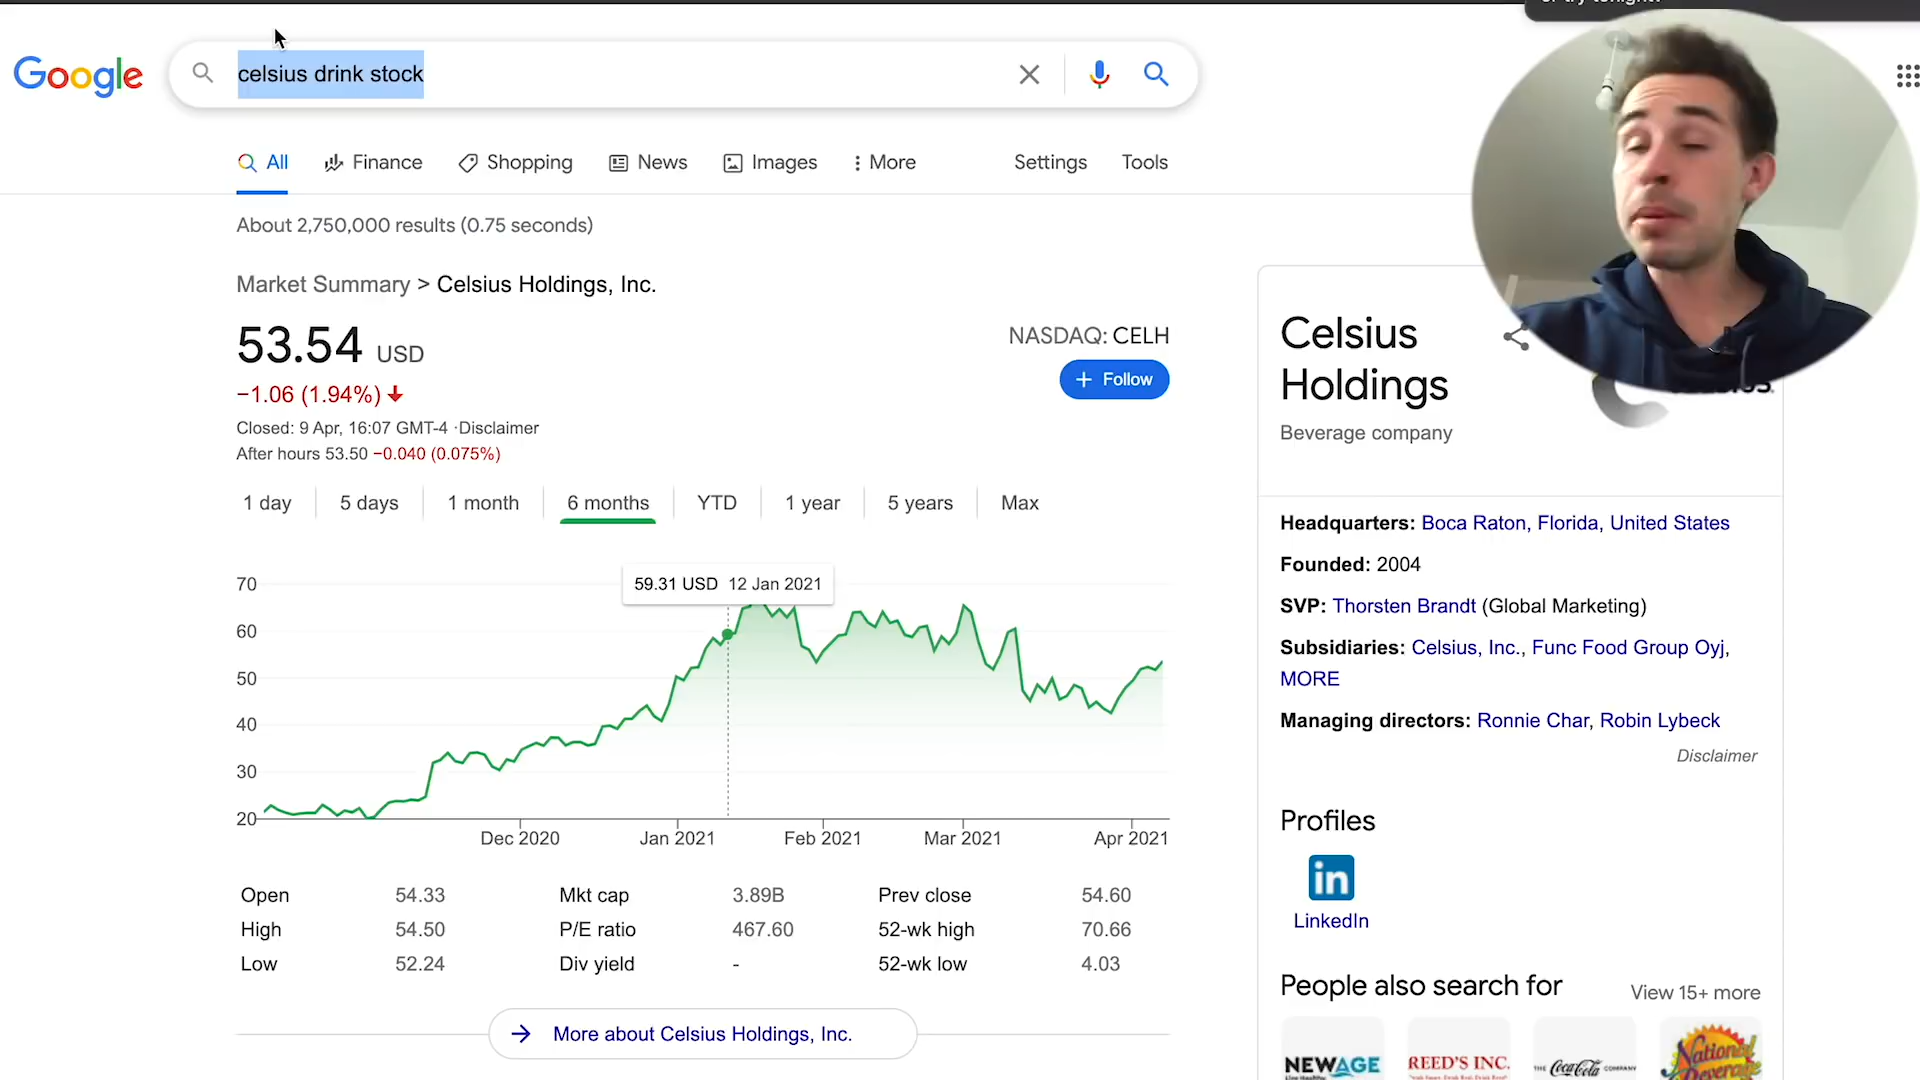 Google
celsius drink stock
All
Finance
Shopping
News
Images
More
Settings
Tools
About 2,750,000 results (0.75 seconds)
Market Summary > Celsius Holdings, Inc.
53.54 USD
−1.06 (1.94%)
Closed: 9 Apr, 16:07 GMT-4 ·Disclaimer
After hours 53.50 −0.040 (0.075%)
NASDAQ: CELH
+ Follow
1 day
5 days
1 month
6 months
YTD
1 year
5 years
Max
59.31 USD 12 Jan 2021
70
60
50
40
30
20
Dec 2020
Jan 2021
Feb 2021
Mar 2021
Apr 2021
Open 54.33
High 54.50
Low 52.24
Mkt cap 3.89B
P/E ratio 467.60
Div yield -
Prev close 54.60
52-wk high 70.66
52-wk low 4.03
More about Celsius Holdings, Inc.
Celsius
Holdings
Beverage company
Headquarters: Boca Raton, Florida, United States
Founded: 2004
SVP: Thorsten Brandt (Global Marketing)
Subsidiaries: Celsius, Inc., Func Food Group Oyj,
MORE
Managing directors: Ronnie Char, Robin Lybeck
Disclaimer
Profiles
in
LinkedIn
People also search for
View 15+ more
NEWAGE
REED'S INC.
THE Coca-Cola COMPANY
National
Beverage